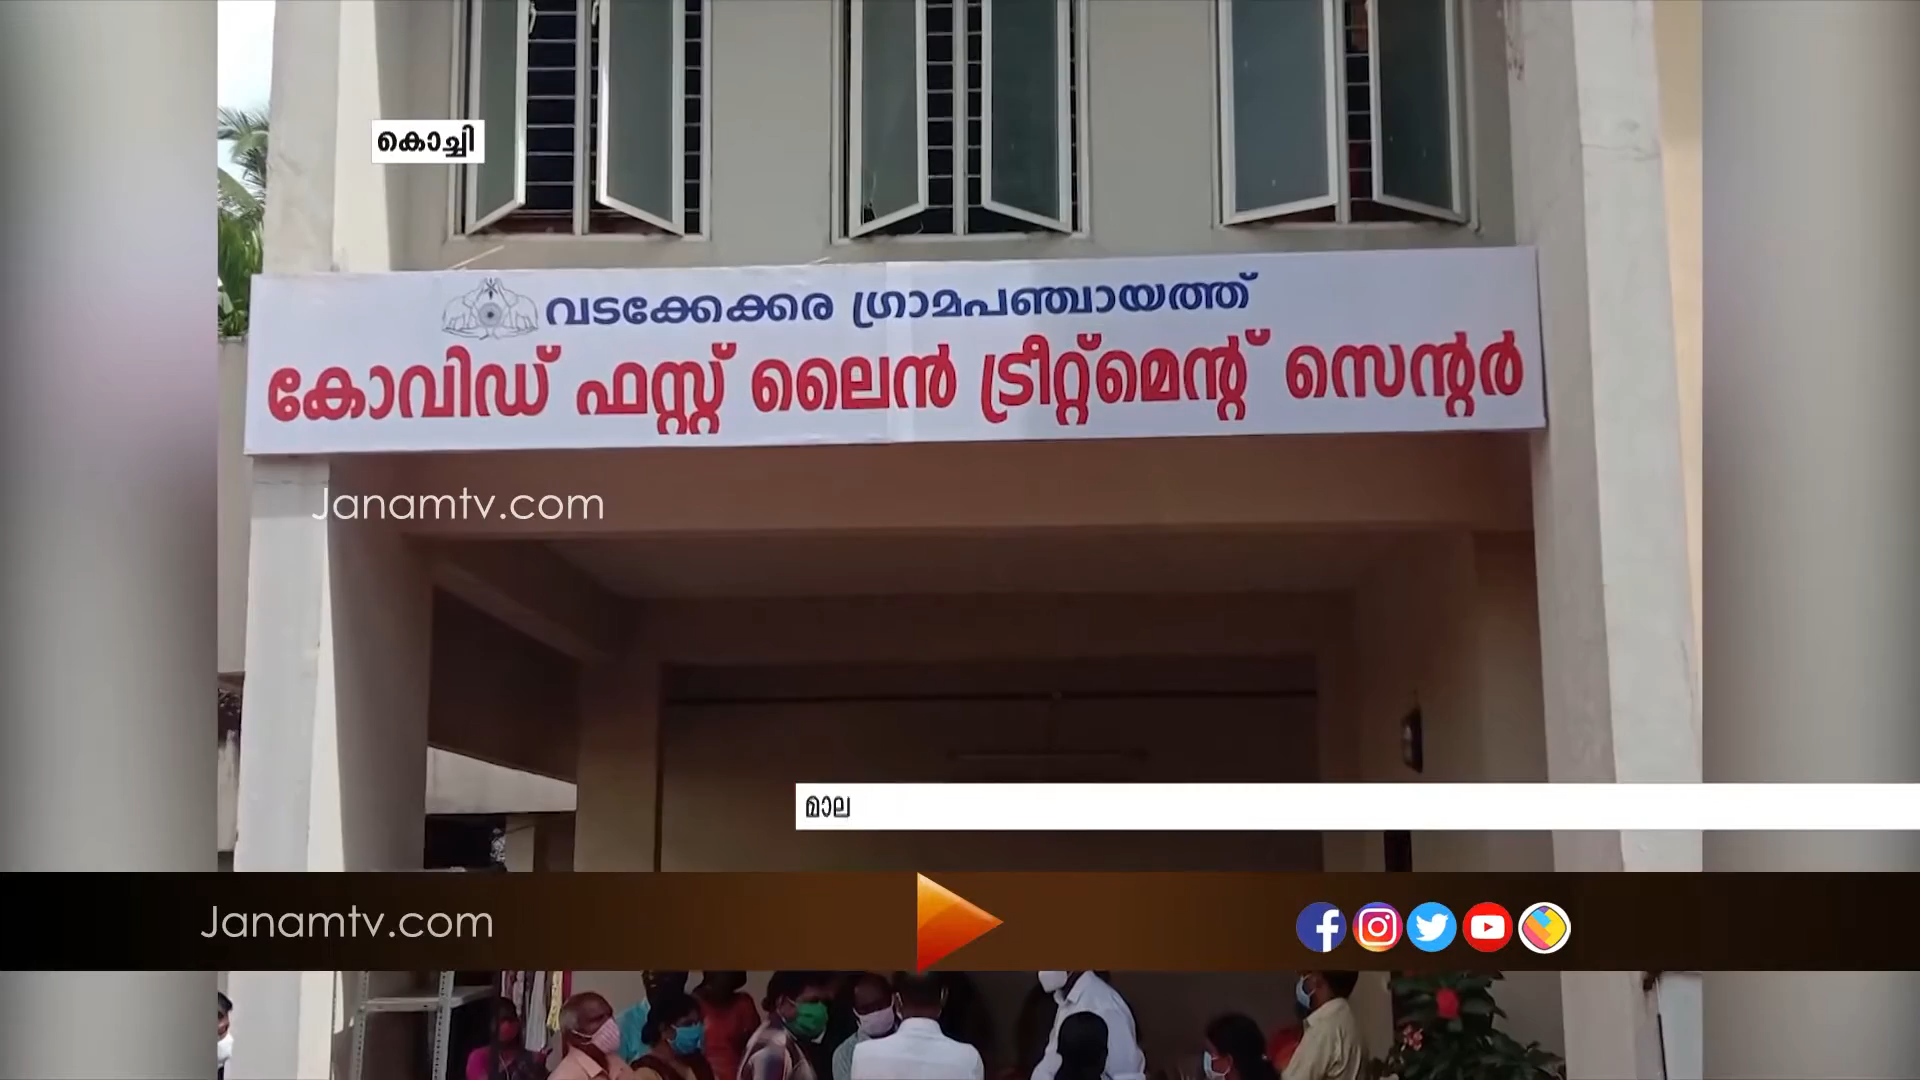 കൊച്ചി
വടക്കേക്കര ഗ്രാമപഞ്ചായത്ത്
കോവിഡ് ഫസ്റ്റ് ലൈൻ ട്രീറ്റ്മെന്റ് സെന്റർ
Janamtv.com
മാല
Janamtv.com